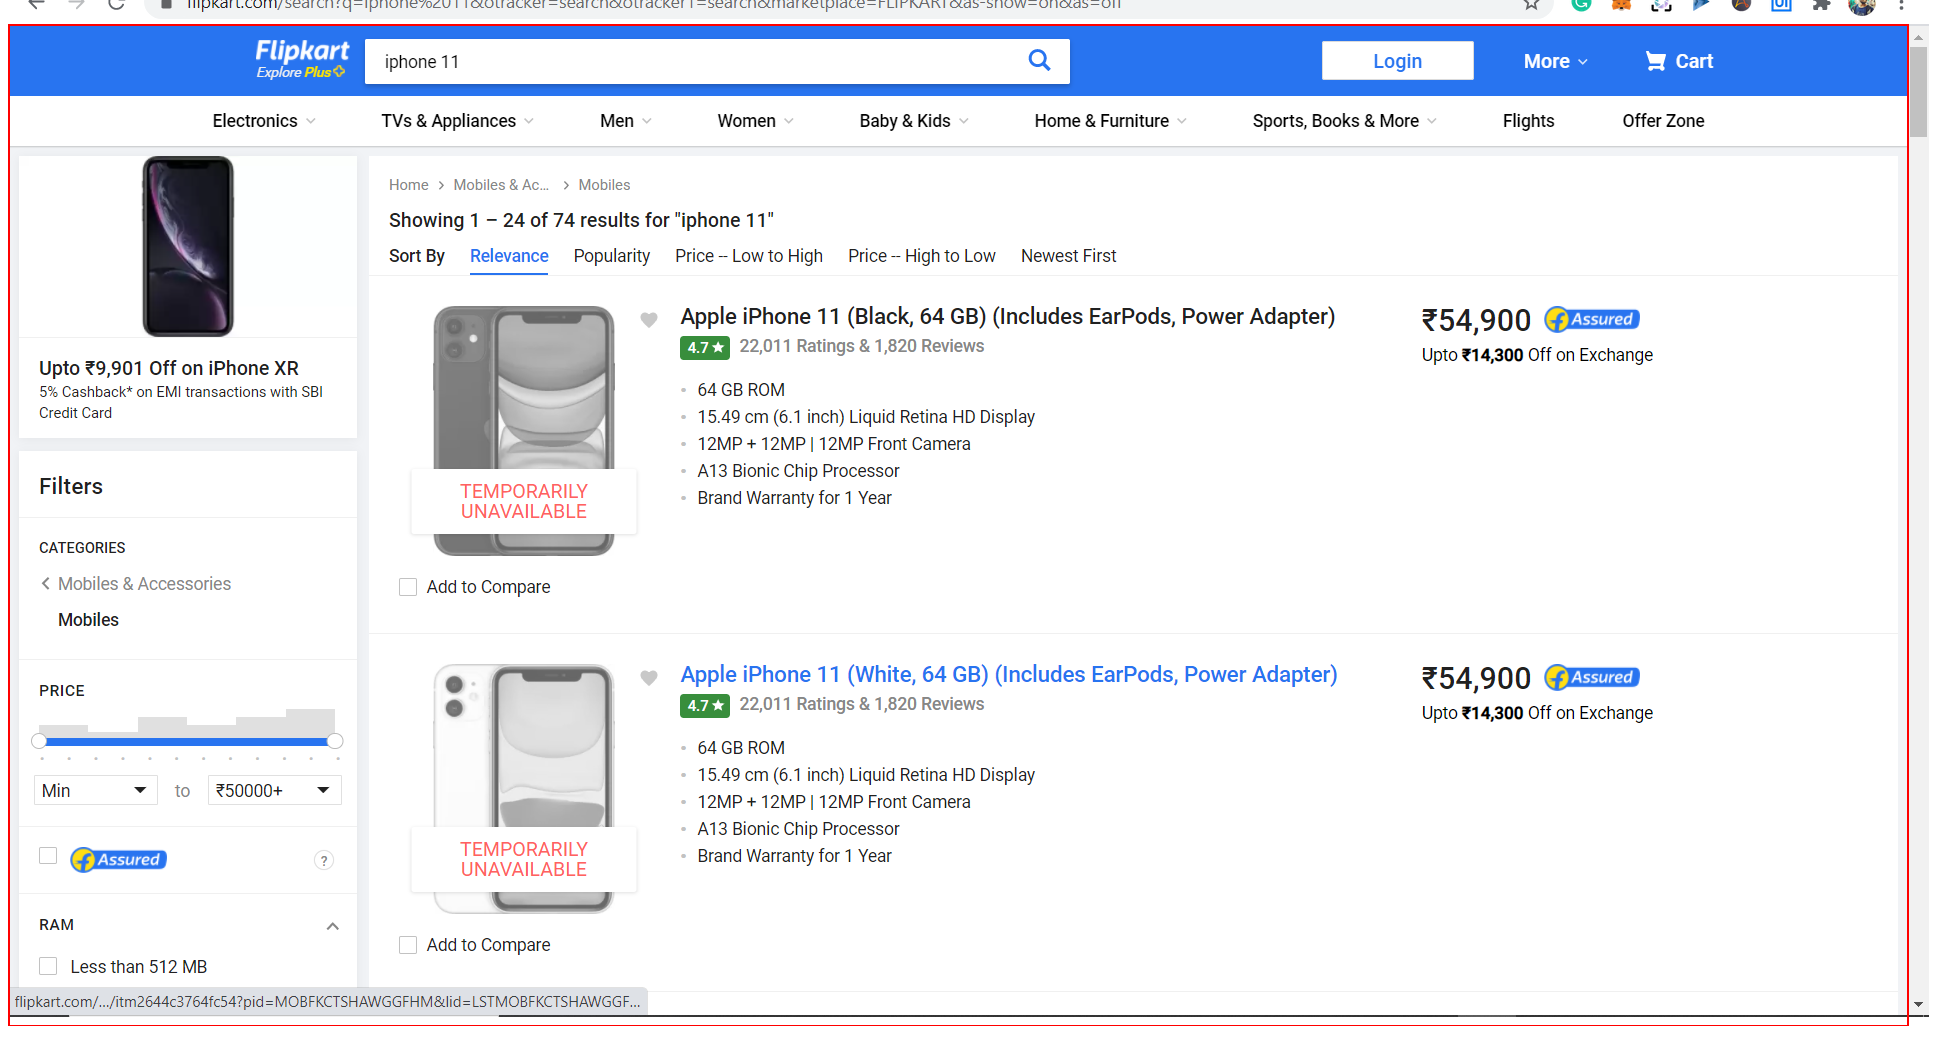 flipkart.com/search?q=iphone%2011&otracker=search&otracker1=search&marketplace=FLIPKART&as-show=on&as=off
Flipkart
Explore Plus
iphone 11
Login
More
Cart
Electronics
TVs & Appliances
Men
Women
Baby & Kids
Home & Furniture
Sports, Books & More
Flights
Offer Zone
Upto ₹9,901 Off on iPhone XR
5% Cashback* on EMI transactions with SBI
Credit Card
Filters
CATEGORIES
Mobiles & Accessories
Mobiles
PRICE
Min
to
₹50000+
f Assured
?
RAM
Less than 512 MB
Home
Mobiles & Ac...
Mobiles
Showing 1 – 24 of 74 results for "iphone 11"
Sort By
Relevance
Popularity
Price -- Low to High
Price -- High to Low
Newest First
TEMPORARILY
UNAVAILABLE
Add to Compare
Apple iPhone 11 (Black, 64 GB) (Includes EarPods, Power Adapter)
4.7★ 22,011 Ratings & 1,820 Reviews
64 GB ROM
15.49 cm (6.1 inch) Liquid Retina HD Display
12MP + 12MP | 12MP Front Camera
A13 Bionic Chip Processor
Brand Warranty for 1 Year
₹54,900 f Assured
Upto ₹14,300 Off on Exchange
TEMPORARILY
UNAVAILABLE
Add to Compare
Apple iPhone 11 (White, 64 GB) (Includes EarPods, Power Adapter)
4.7★ 22,011 Ratings & 1,820 Reviews
64 GB ROM
15.49 cm (6.1 inch) Liquid Retina HD Display
12MP + 12MP | 12MP Front Camera
A13 Bionic Chip Processor
Brand Warranty for 1 Year
₹54,900 f Assured
Upto ₹14,300 Off on Exchange
flipkart.com/.../itm2644c3764fc54?pid=MOBFKCTSHAWGGFHM&lid=LSTMOBFKCTSHAWGGF...